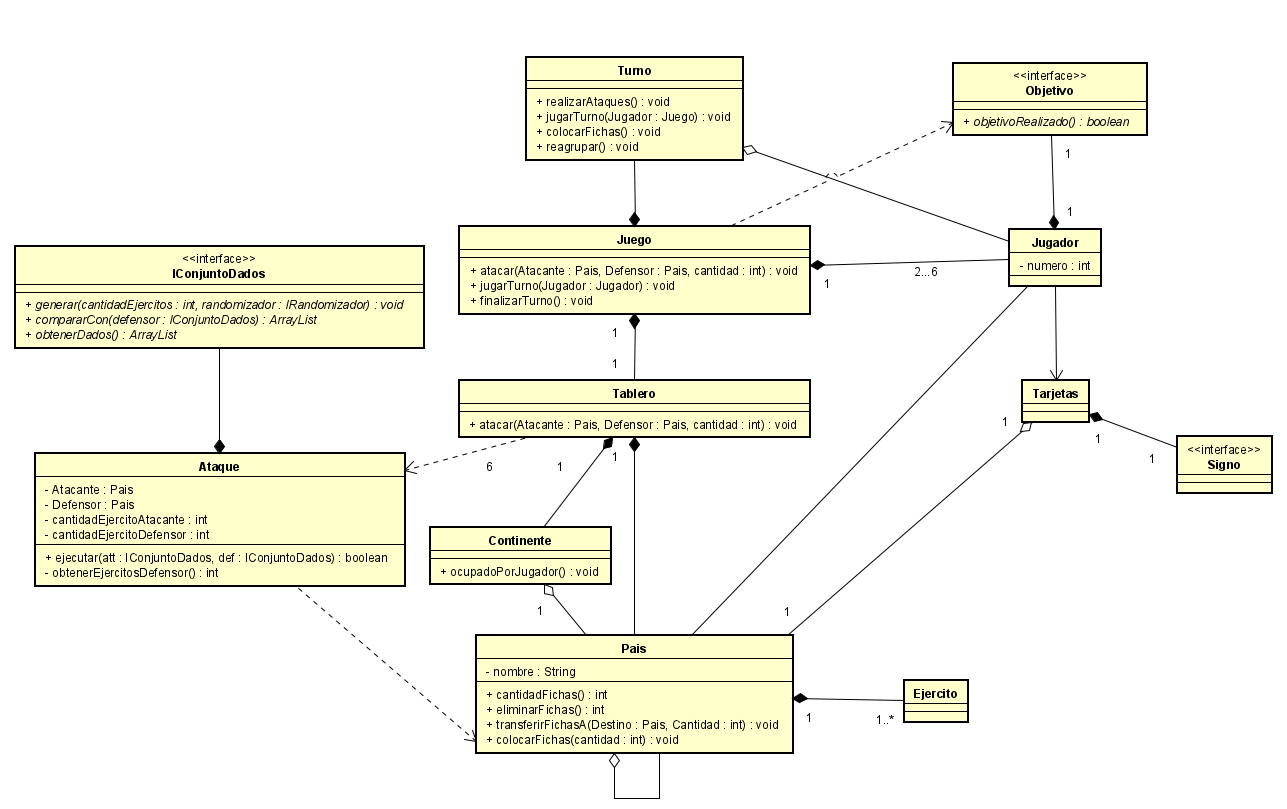 Turno
+ realizarAtaques() : void
+ jugarTurno(Jugador : Juego) : void
+ colocarFichas() : void
+ reagrupar() : void
<<interface>>
Objetivo
+ objetivoRealizado() : boolean
1
1
Jugador
- numero : int
Juego
+ atacar(Atacante : Pais, Defensor : Pais, cantidad : int) : void
+ jugarTurno(Jugador : Jugador) : void
+ finalizarTurno() : void
1
2...6
<<interface>>
IConjuntoDados
+ generar(cantidadEjercitos : int, randomizador : IRandomizador) : void
+ compararCon(defensor : IConjuntoDados) : ArrayList
+ obtenerDados() : ArrayList
1
1
Tablero
+ atacar(Atacante : Pais, Defensor : Pais, cantidad : int) : void
Tarjetas
1
1
1
<<interface>>
Signo
6
1
1
Ataque
- Atacante : Pais
- Defensor : Pais
- cantidadEjercitoAtacante : int
- cantidadEjercitoDefensor : int
+ ejecutar(att : IConjuntoDados, def : IConjuntoDados) : boolean
- obtenerEjercitosDefensor() : int
Continente
+ ocupadoPorJugador() : void
1
1
Pais
- nombre : String
+ cantidadFichas() : int
+ eliminarFichas() : int
+ transferirFichasA(Destino : Pais, Cantidad : int) : void
+ colocarFichas(cantidad : int) : void
1
1..*
Ejercito